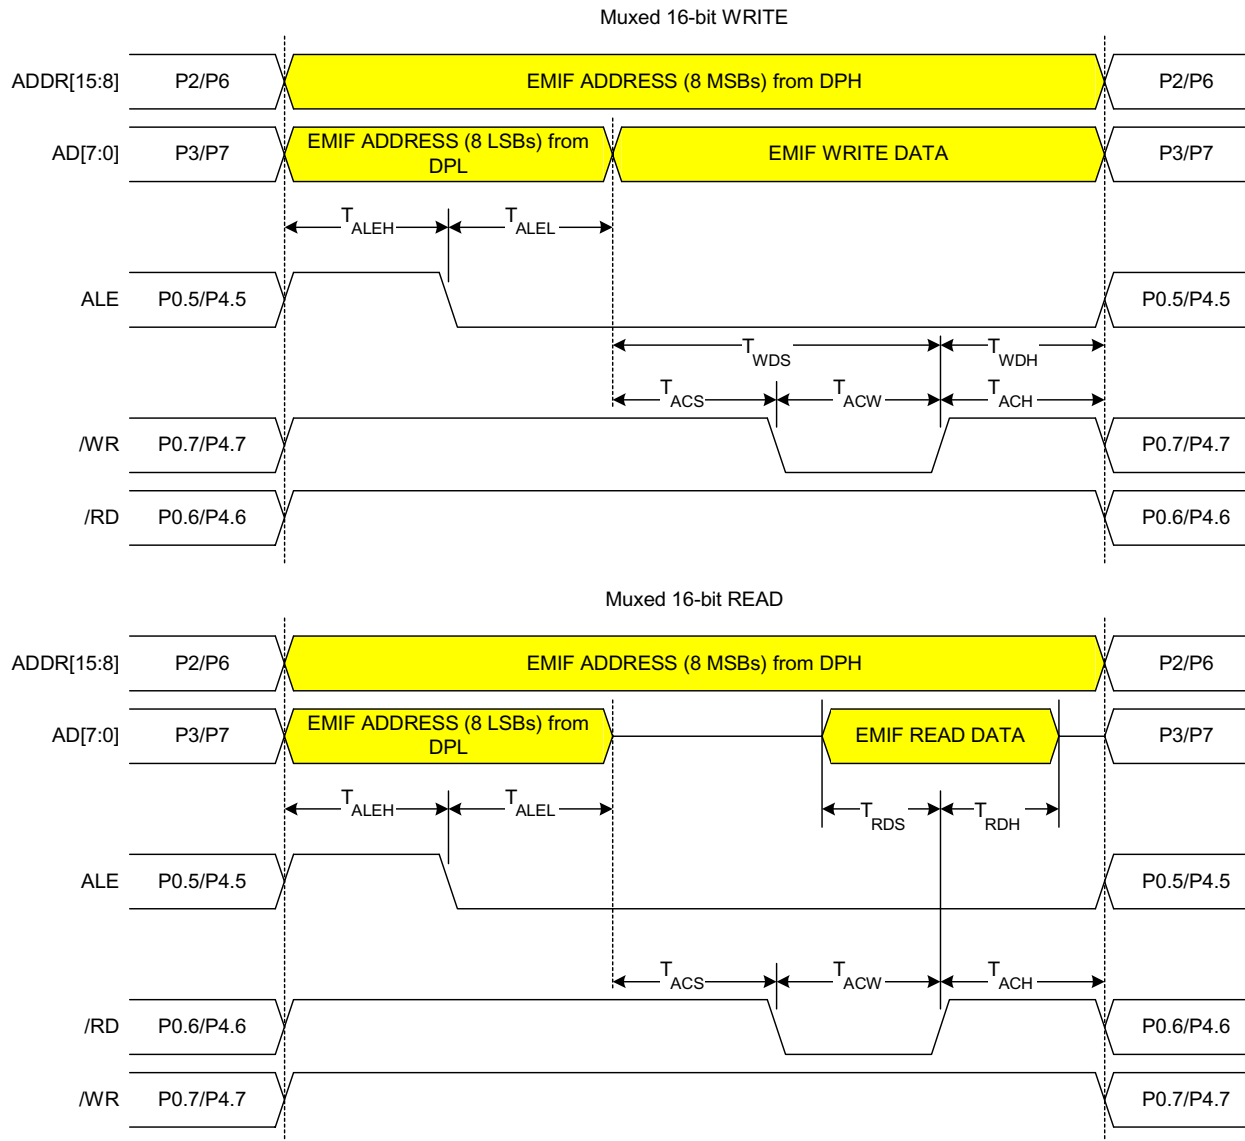 Muxed 16-bit WRITE
ADDR[15:8] P2/P6 EMIF ADDRESS (8 MSBs) from DPH P2/P6
AD[7:0] P3/P7 EMIF ADDRESS (8 LSBs) from DPL EMIF WRITE DATA P3/P7
TALEH TALEL
ALE P0.5/P4.5 P0.5/P4.5
TWDS TWDH
TACS TACW TACH
/WR P0.7/P4.7 P0.7/P4.7
/RD P0.6/P4.6 P0.6/P4.6
Muxed 16-bit READ
ADDR[15:8] P2/P6 EMIF ADDRESS (8 MSBs) from DPH P2/P6
AD[7:0] P3/P7 EMIF ADDRESS (8 LSBs) from DPL EMIF READ DATA P3/P7
TALEH TALEL TRDS TRDH
ALE P0.5/P4.5 P0.5/P4.5
TACS TACW TACH
/RD P0.6/P4.6 P0.6/P4.6
/WR P0.7/P4.7 P0.7/P4.7